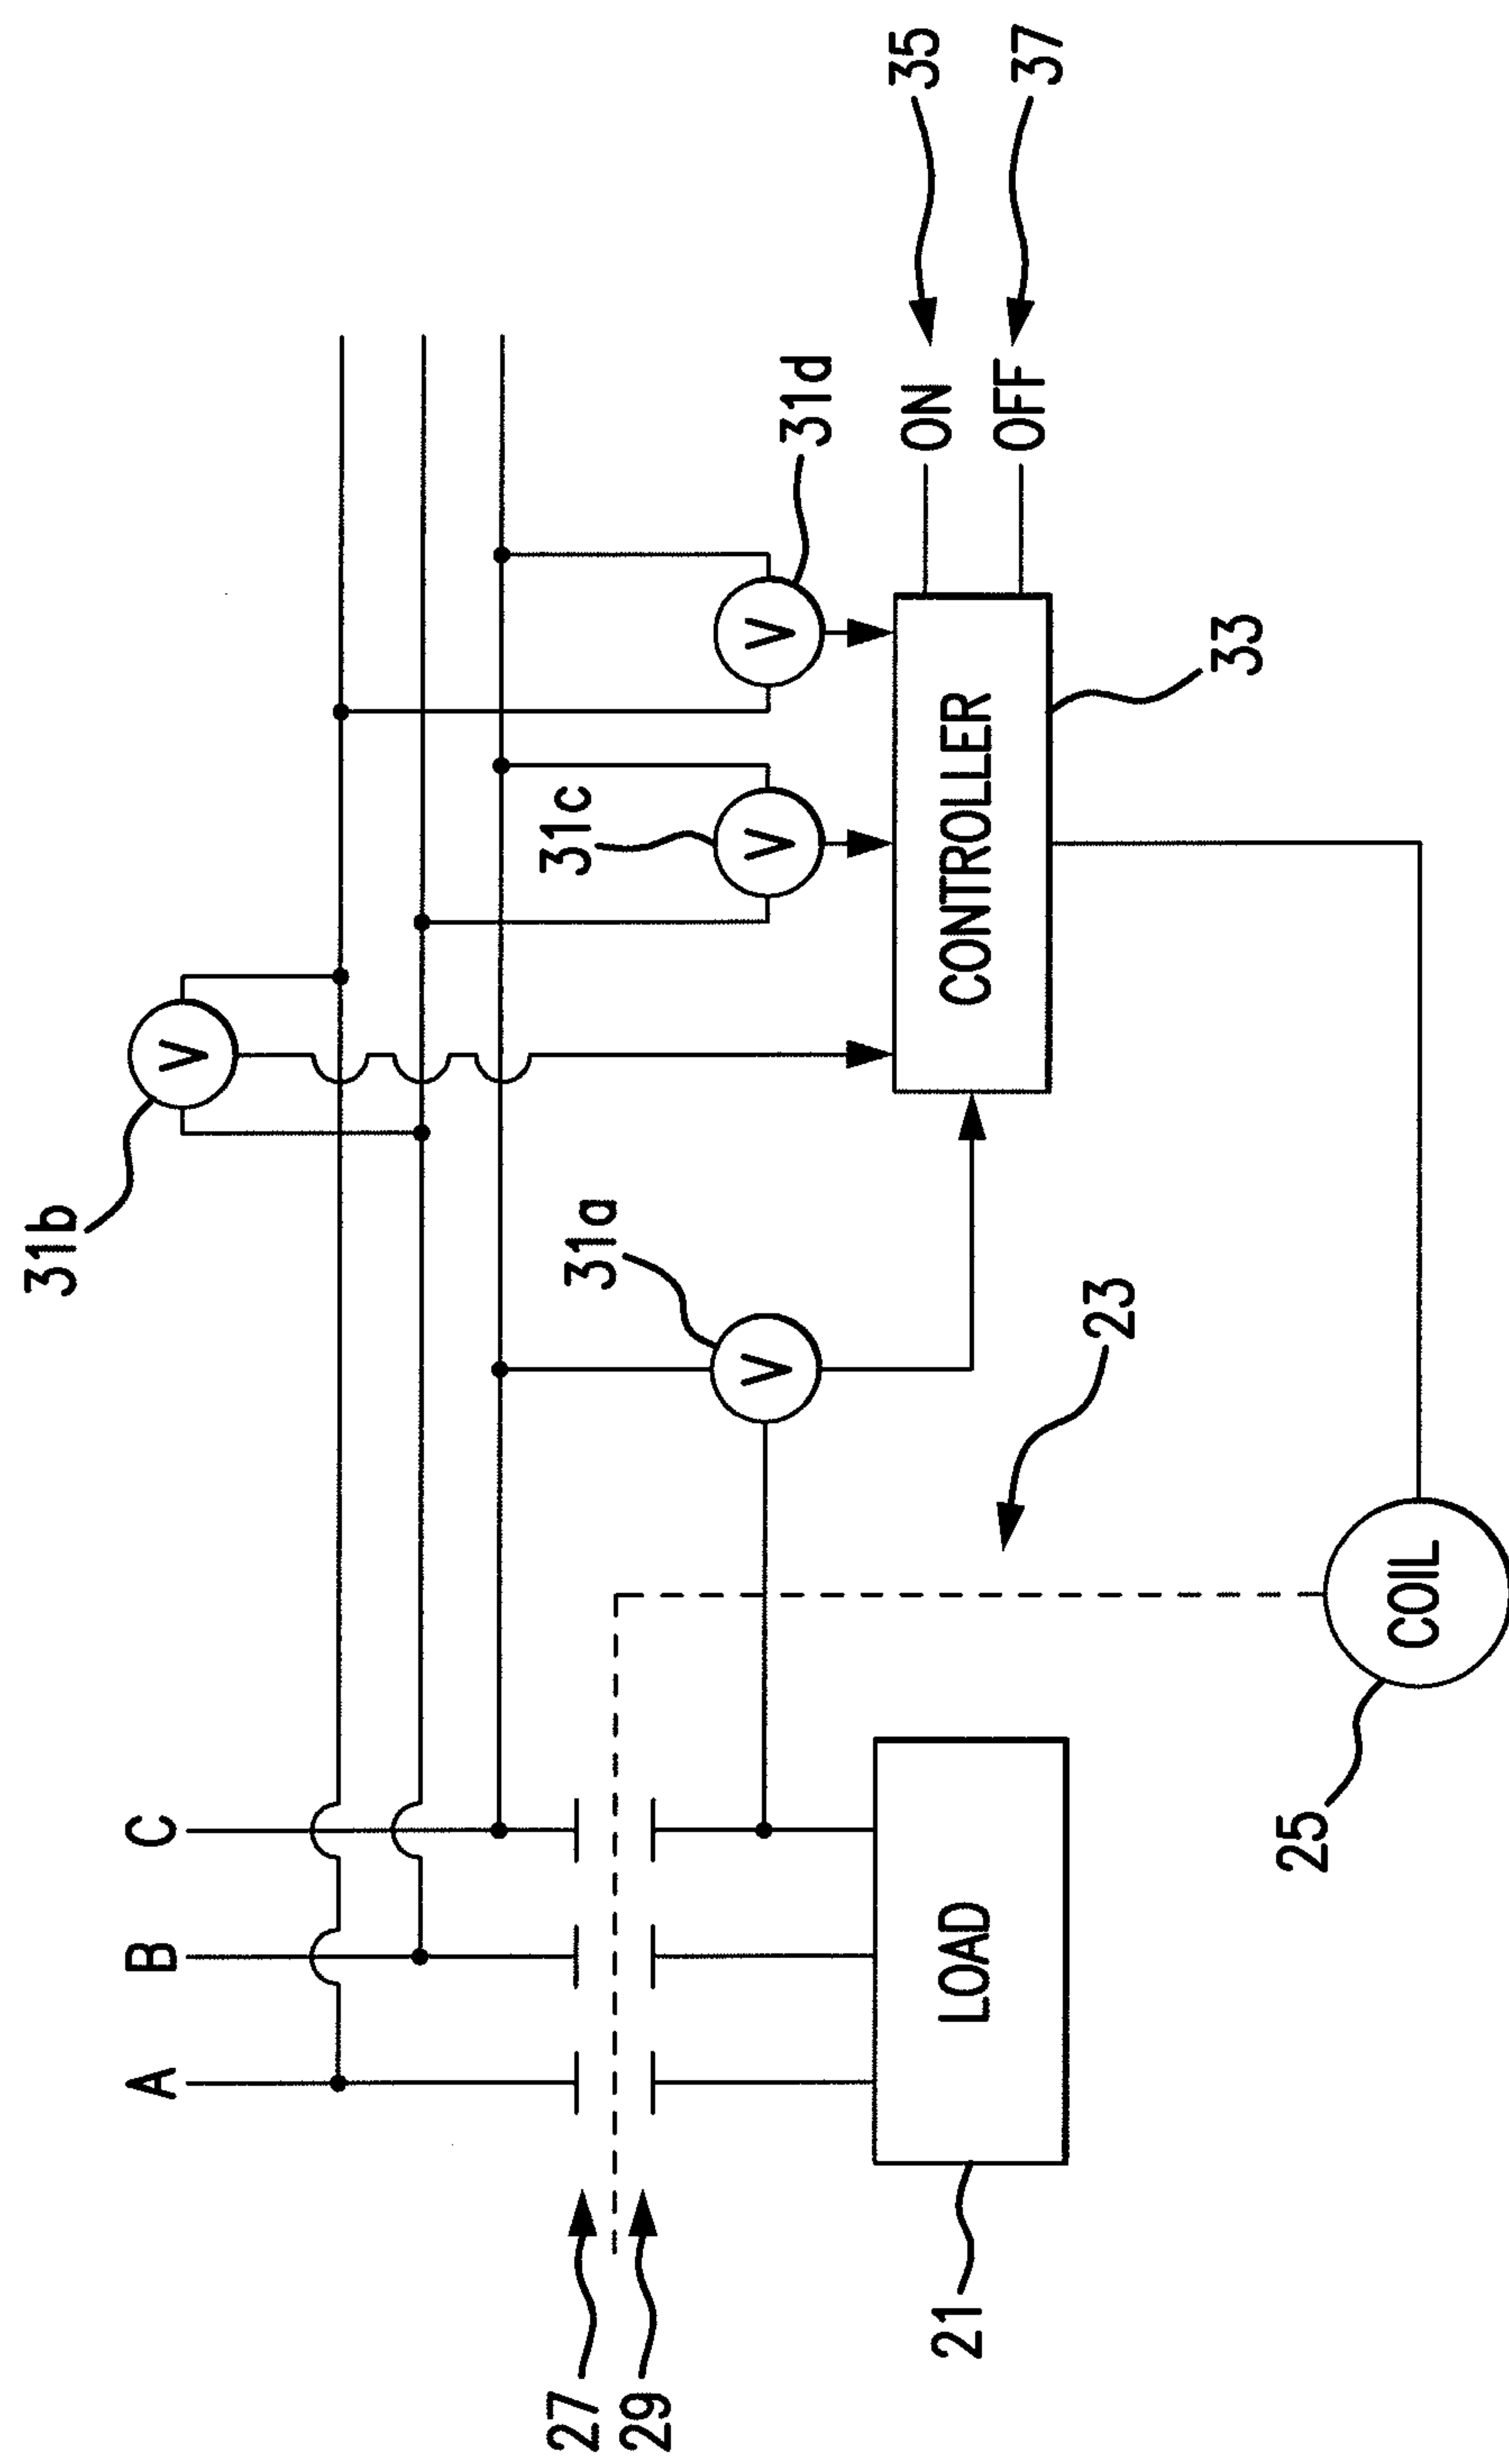 A
B
C
27
29
21
LOAD
25
COIL
23
31a
31b
31c
31d
CONTROLLER
33
V
V
V
V
ON
OFF
35
37